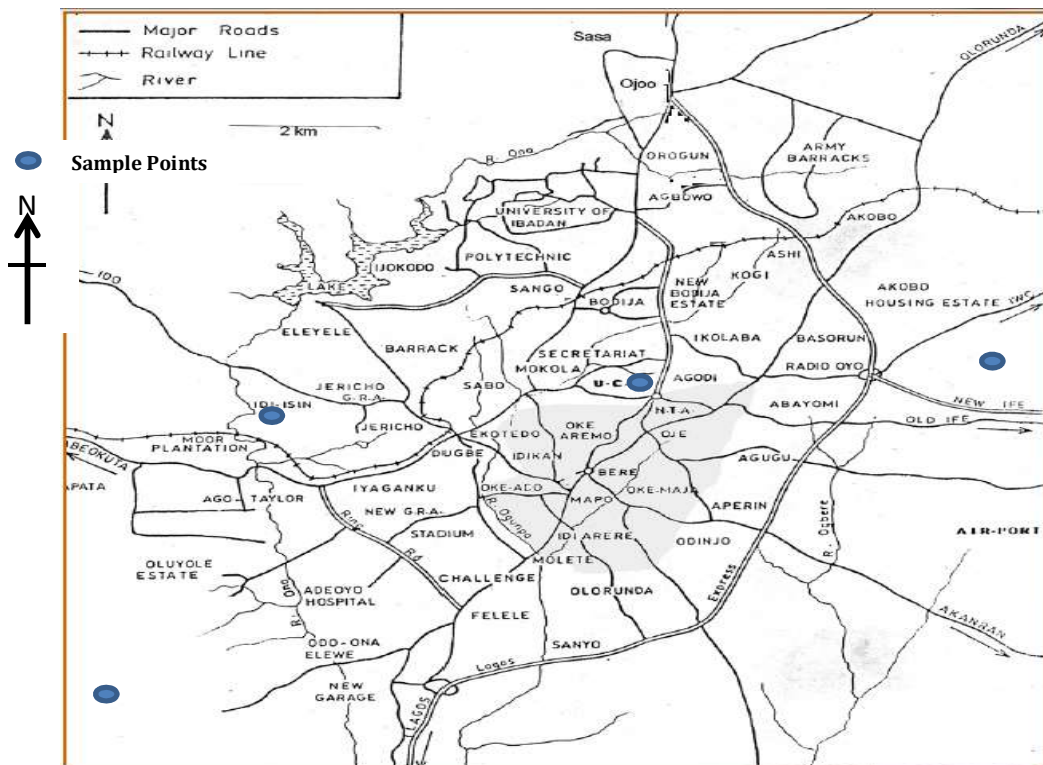 Major Roads
Railway Line
River
N
2 km
Sample Points
N
Sasa
Ojoo
OLORUNDA
R. Ono
OROGUN
ARMY
BARRACKS
AGBOWO
UNIVERSITY OF
IBADAN
AKOBO
IJOKODO
POLYTECHNIC
ASHI
KOGI
LAKE
SANGO
NEW
BODIJA
ESTATE
BODIJA
AKOBO
HOUSING ESTATE
IWO
IDO
ELEYELE
BARRACK
SECRETARIAT
IKOLABA
BASORUN
MOKOLA
RADIO OYO
JERICHO
G.R.A.
SABO
U.C.
AGODI
IDI-ISIN
N.T.A.
ABAYOMI
NEW IFE
OLD IFE
JERICHO
OKE
AREMO
OJE
MOOR
PLANTATION
EKOTEDO
DUGBE
IDIKAN
AGUGU
ABEOKUTA
BERE
APATA
AGO-TAYLOR
IYAGANKU
OKE-ADO
MAPO
OKE-MAJA
APERIN
NEW G.R.A.
R. Ogunpa
R. Ogbere
Ring
Rd
STADIUM
IDI ARERE
ODINJO
AIR-PORT
MOLETE
OLUYOLE
ESTATE
CHALLENGE
OLORUNDA
Express
ADEOYO
HOSPITAL
R. Ono
FELELE
AKANRAN
ODO-ONA
ELEWE
SANYO
Lagos
NEW
GARAGE
LAGOS